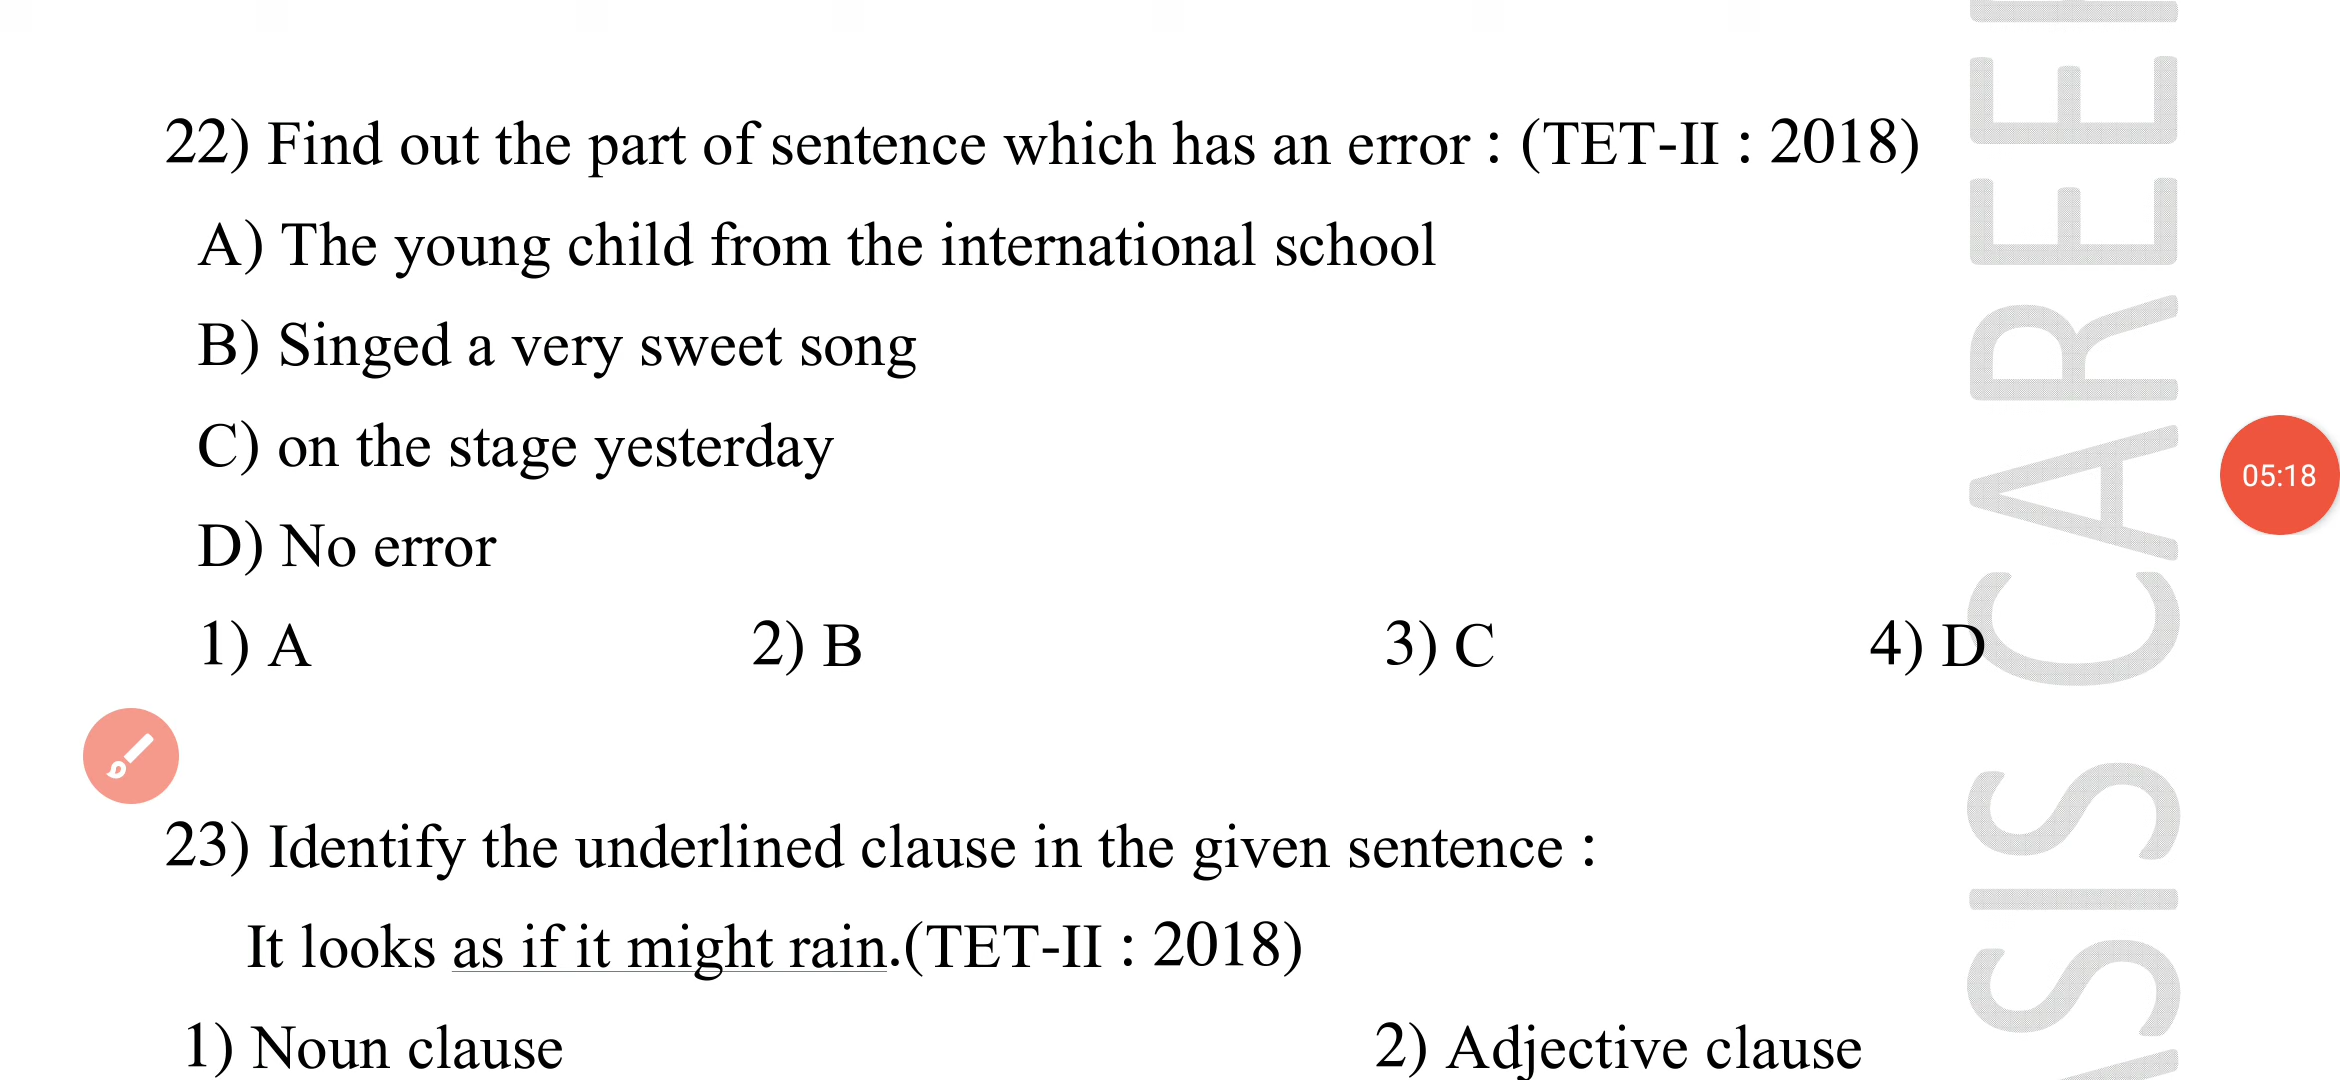 22) Find out the part of sentence which has an error : (TET-II : 2018)
A) The young child from the international school
B) Singed a very sweet song
C) on the stage yesterday
D) No error
1) A 2) B 3) C 4) D
23) Identify the underlined clause in the given sentence :
It looks as if it might rain.(TET-II : 2018)
1) Noun clause 2) Adjective clause
05:18